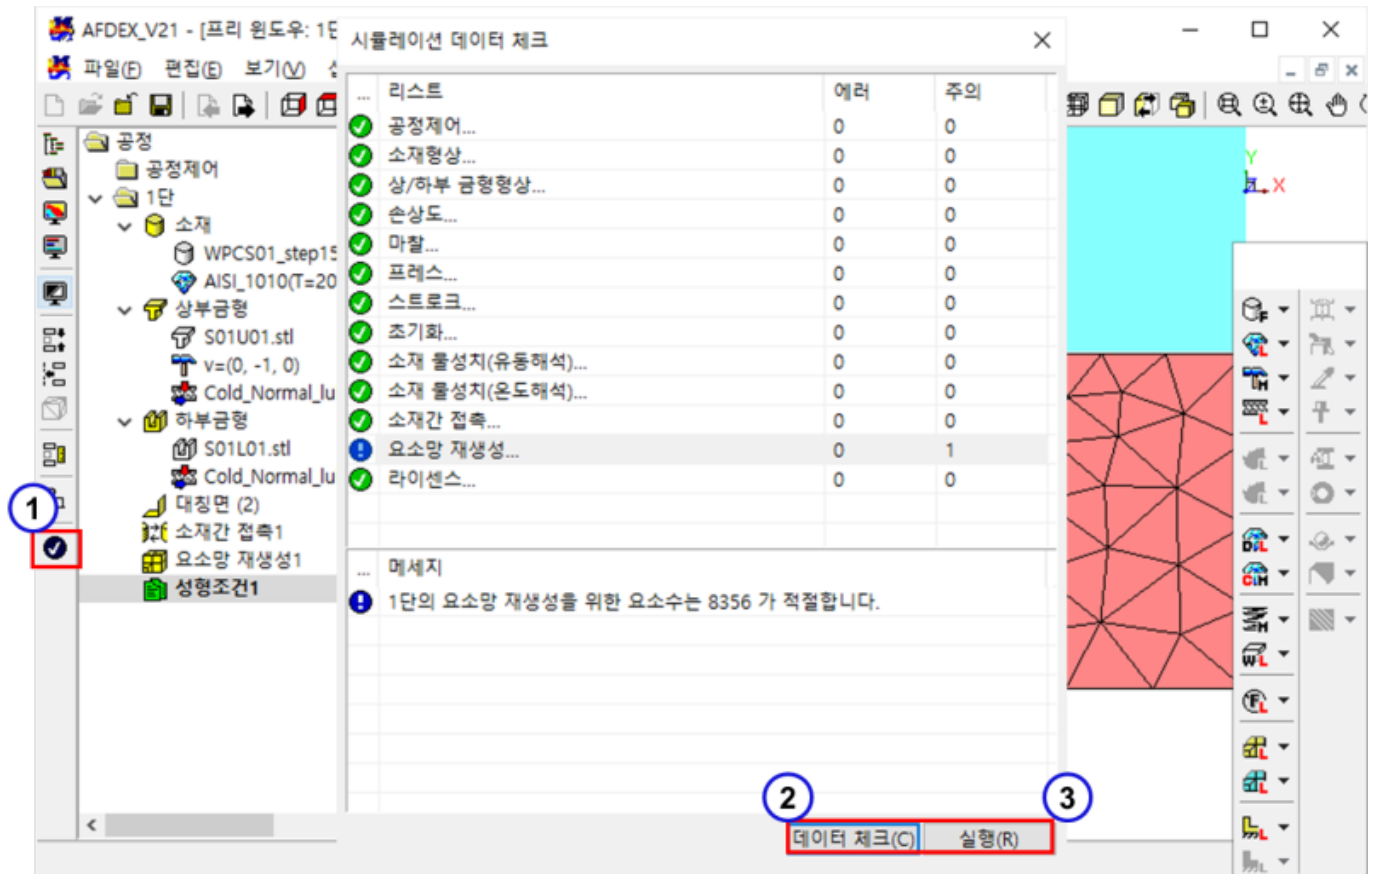 AFDEX_V21 - [프리 윈도우: 1단
파일(F) 편집(E) 보기(V)
공정
공정제어
1단
소재
WPCS01_step15
AISI_1010(T=20
상부금형
S01U01.stl
v=(0, -1, 0)
Cold_Normal_lu
하부금형
S01L01.stl
Cold_Normal_lu
대칭면 (2)
소재간 접촉1
요소망 재생성1
성형조건1
1
시뮬레이션 데이터 체크
... 리스트 에러 주의
공정제어... 0 0
소재형상... 0 0
상/하부 금형형상... 0 0
손상도... 0 0
마찰... 0 0
프레스... 0 0
스트로크... 0 0
초기화... 0 0
소재 물성치(유동해석)... 0 0
소재 물성치(온도해석)... 0 0
소재간 접촉... 0 0
요소망 재생성... 0 1
라이센스... 0 0
... 메세지
1단의 요소망 재생성을 위한 요소수는 8356 가 적절합니다.
2 3
데이터 체크(C) 실행(R)
Y
Z X
F
L
M
L
L
L
DIE L
CIH
M
W L
F L
L
L
L
L